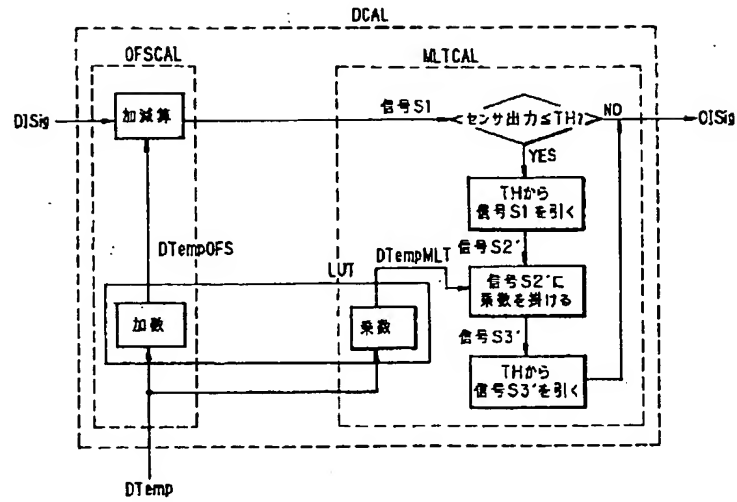 DCAL
OFSCAL
MLTCAL
DISig
加減算
信号S1
センサ出力≦TH?
NO
OISig
YES
THから
信号S1を引く
DTempOFS
信号S2'
DTempMLT
LUT
信号S2'に
乗数を掛ける
加数
乗数
信号S3'
THから
信号S3'を引く
DTemp